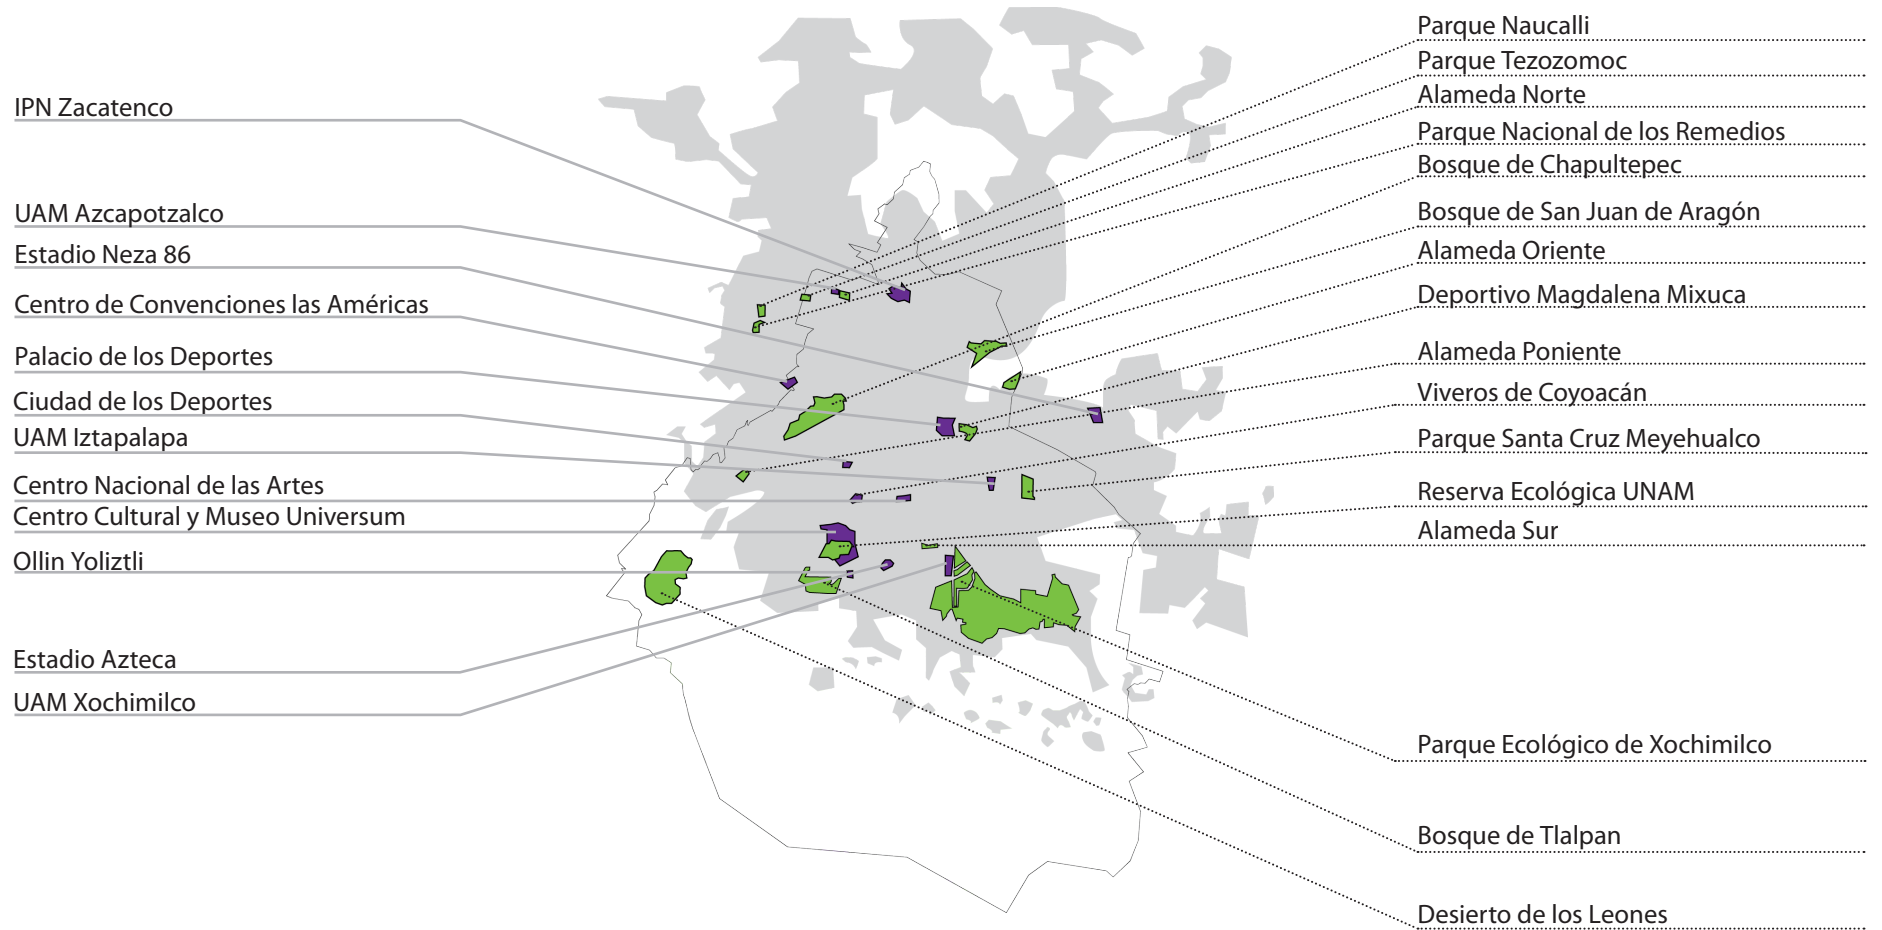 IPN Zacatenco
UAM Azcapotzalco
Estadio Neza 86
Centro de Convenciones las Américas
Palacio de los Deportes
Ciudad de los Deportes
UAM Iztapalapa
Centro Nacional de las Artes
Centro Cultural y Museo Universum
Ollin Yoliztli
Estadio Azteca
UAM Xochimilco
Parque Naucalli
Parque Tezozomoc
Alameda Norte
Parque Nacional de los Remedios
Bosque de Chapultepec
Bosque de San Juan de Aragón
Alameda Oriente
Deportivo Magdalena Mixuca
Alameda Poniente
Viveros de Coyoacán
Parque Santa Cruz Meyehualco
Reserva Ecológica UNAM
Alameda Sur
Parque Ecológico de Xochimilco
Bosque de Tlalpan
Desierto de los Leones